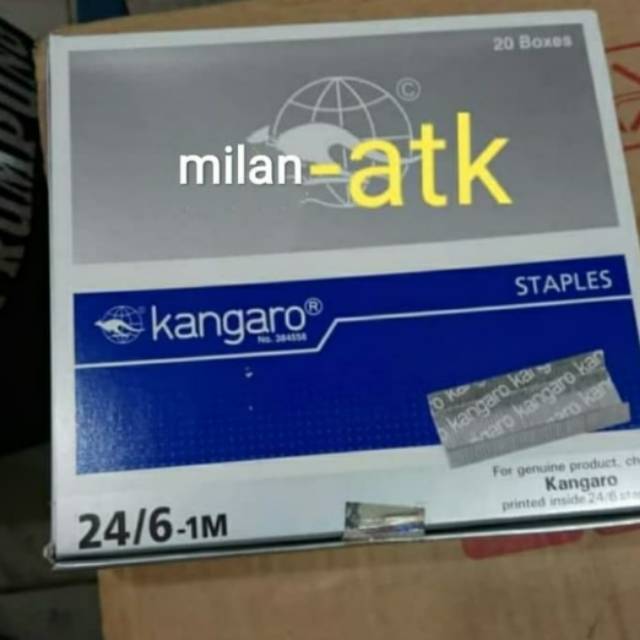 20 Boxes
©
milan-atk
STAPLES
kangaro®
No. 384558
kangaro kangaro
For genuine product, ch
Kangaro
printed inside 24/6 sta
24/6-1M